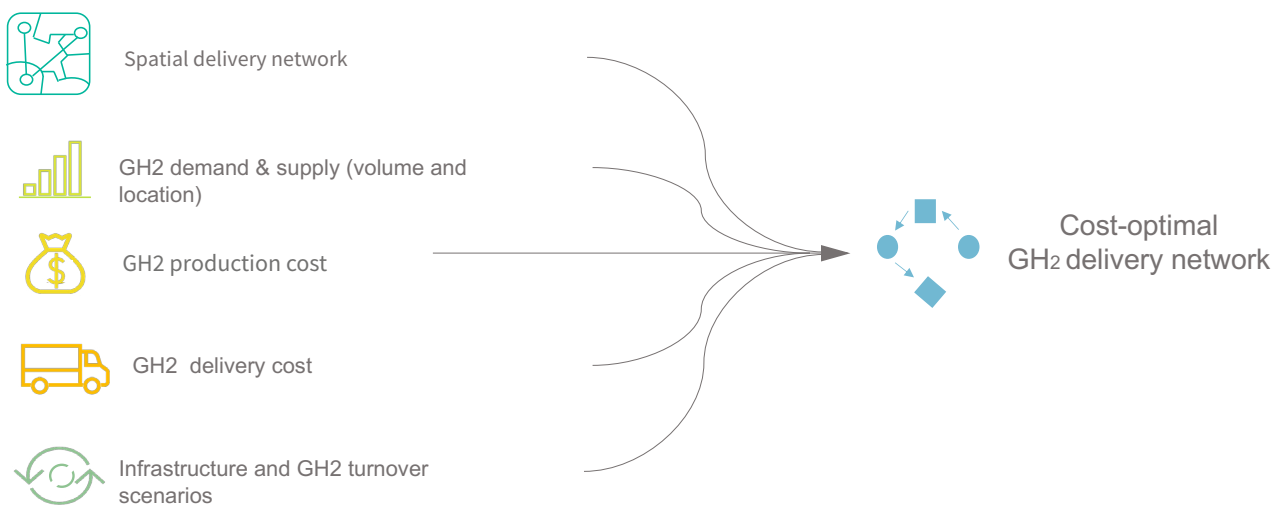 Spatial delivery network
GH2 demand & supply (volume and
location)
$
GH2 production cost
GH2 delivery cost
Infrastructure and GH2 turnover
scenarios
Cost-optimal
GH2 delivery network